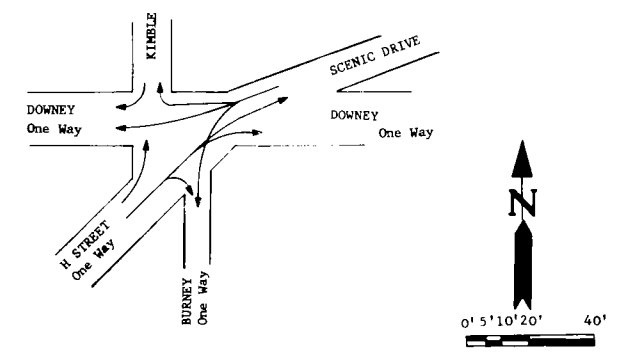 KIMBLE
SCENIC DRIVE
DOWNEY
One Way
DOWNEY
One Way
H STREET
One Way
BURNEY
One Way
N
0' 5' 10' 20' 40'